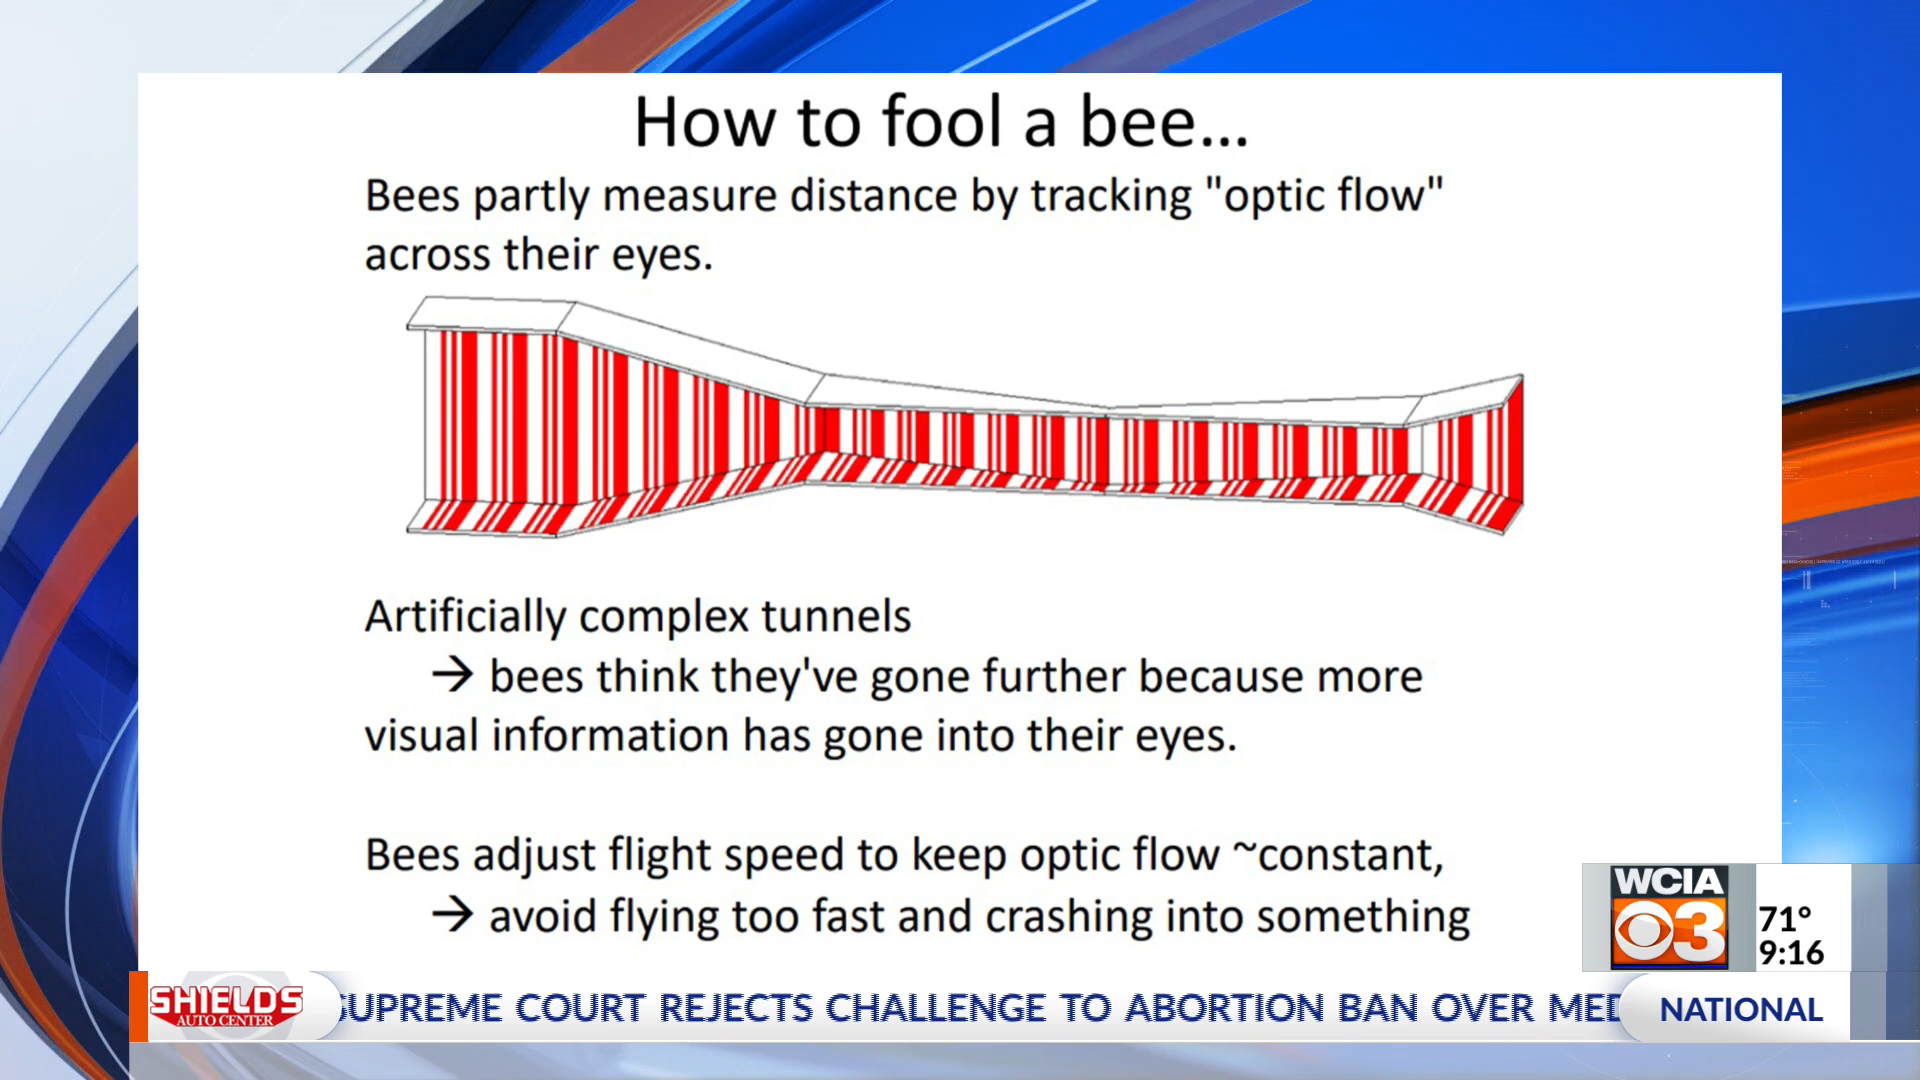 How to fool a bee...
Bees partly measure distance by tracking "optic flow"
across their eyes.
Artificially complex tunnels
→ bees think they've gone further because more
visual information has gone into their eyes.
Bees adjust flight speed to keep optic flow ~constant,
→ avoid flying too fast and crashing into something
WCIA
3
71°
9:16
SHIELDS
AUTO CENTER
SUPREME COURT REJECTS CHALLENGE TO ABORTION BAN OVER MED
NATIONAL